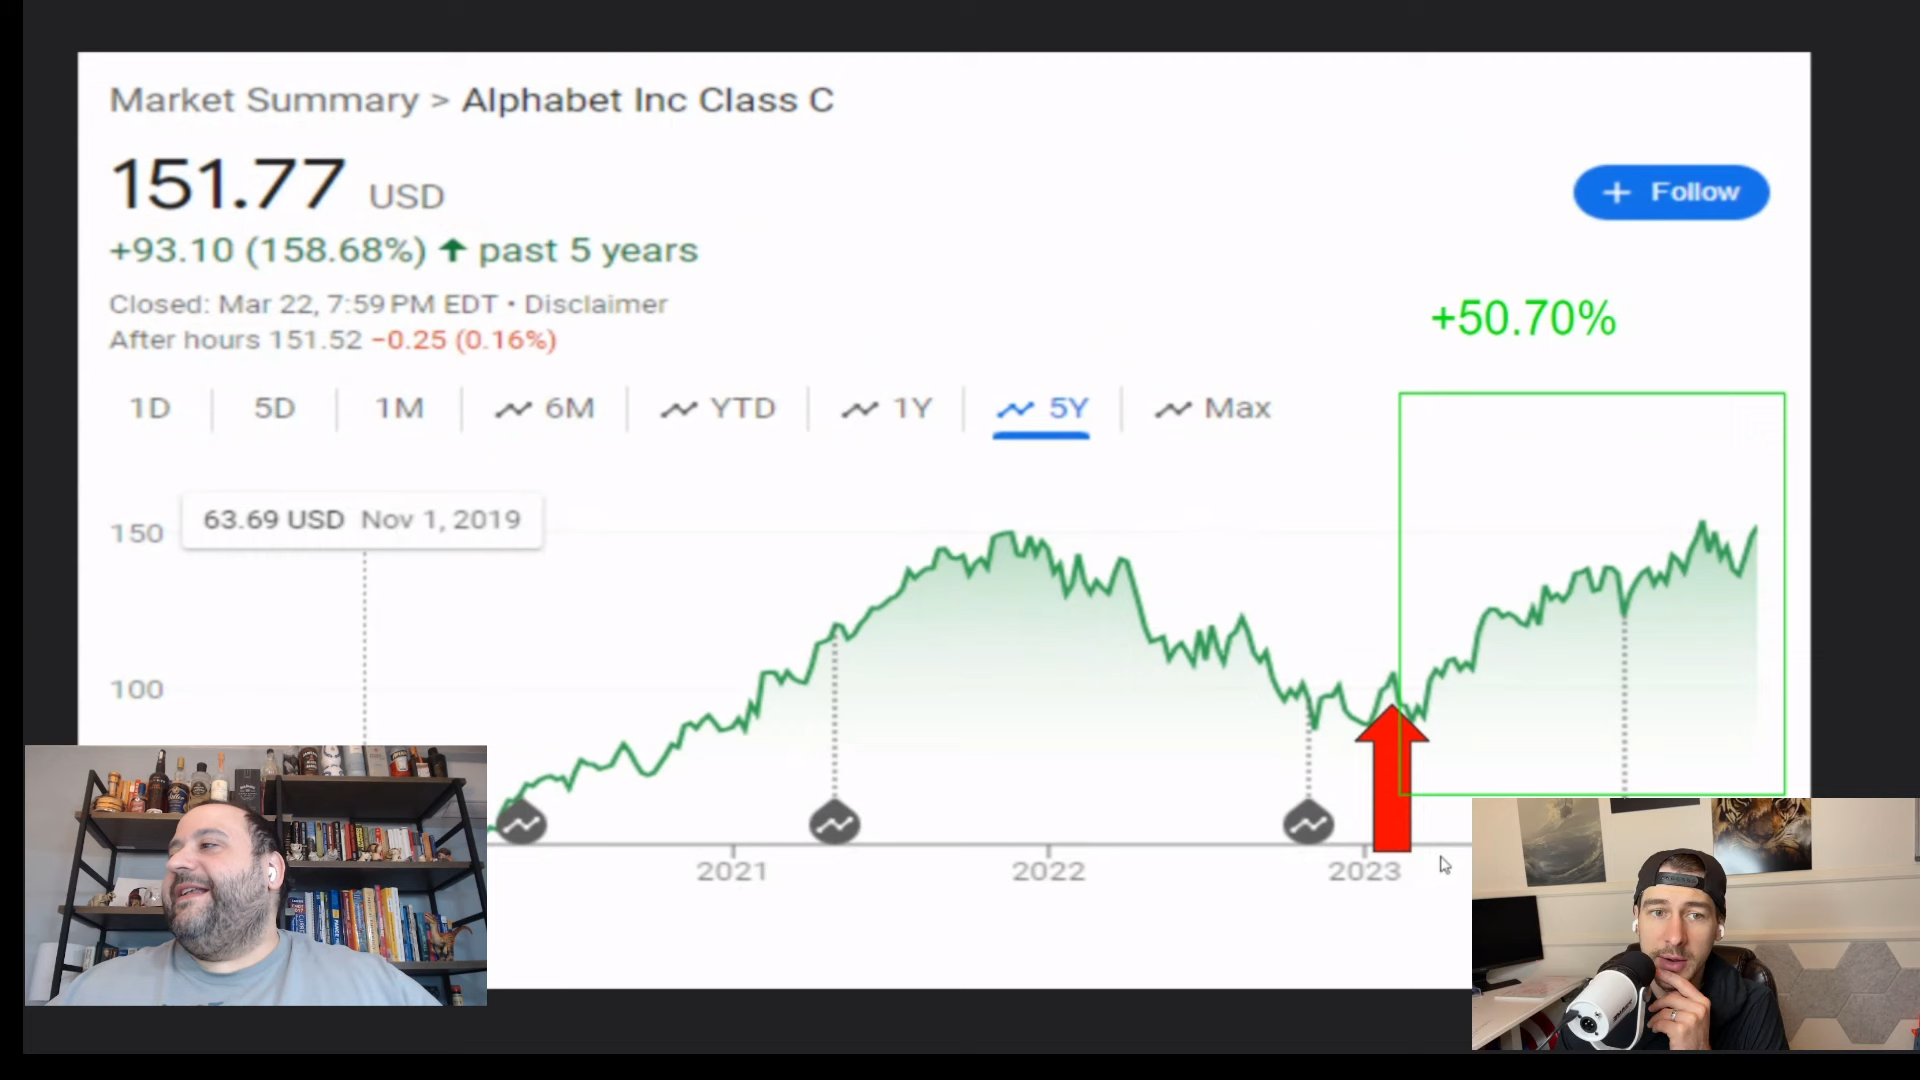 Market Summary > Alphabet Inc Class C
151.77 USD
+ Follow
+93.10 (158.68%) ↑ past 5 years
Closed: Mar 22, 7:59 PM EDT • Disclaimer
After hours 151.52 −0.25 (0.16%)
+50.70%
1D 5D 1M 6M YTD 1Y 5Y Max
63.69 USD Nov 1, 2019
150
100
2021 2022 2023